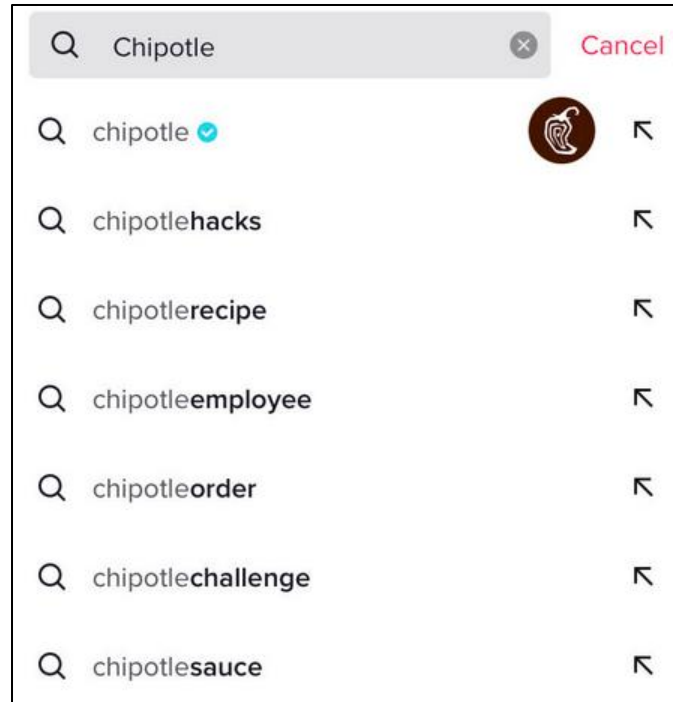 Chipotle Cancel
chipotle
chipotlehacks
chipotlerecipe
chipotleemployee
chipotleorder
chipotlechallenge
chipotlesauce